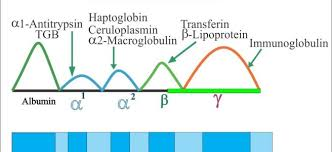 α1-Antitrypsin
TGB
Haptoglobin
Ceruloplasmin
α2-Macroglobulin
Transferin
β-Lipoprotein
Immunoglobulin
Albumin
α1
α2
β
γ